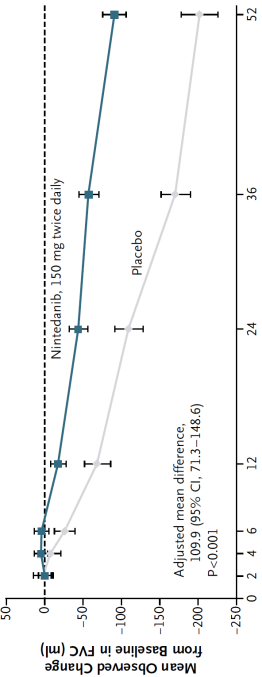 Mean Observed Change
from Baseline in FVC (ml)
50
0
−50
−100
−150
−200
−250
0
2
4
6
12
24
36
52
Nintedanib, 150 mg twice daily
Placebo
Adjusted mean difference,
109.9 (95% CI, 71.3–148.6)
P<0.001